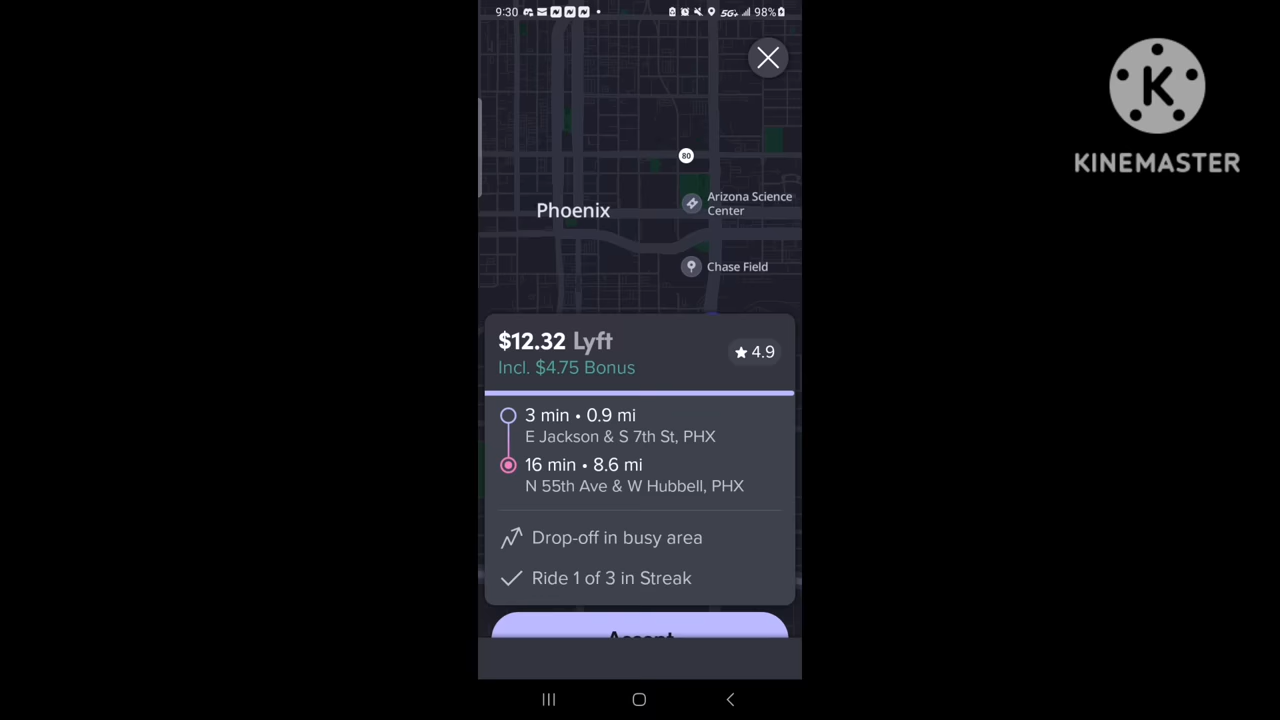 9:30
5G+ 98%
K
KINEMASTER
80
Arizona Science
Center
Phoenix
Chase Field
$12.32 Lyft
4.9
Incl. $4.75 Bonus
3 min • 0.9 mi
E Jackson & S 7th St, PHX
16 min • 8.6 mi
N 55th Ave & W Hubbell, PHX
Drop-off in busy area
Ride 1 of 3 in Streak
Accept